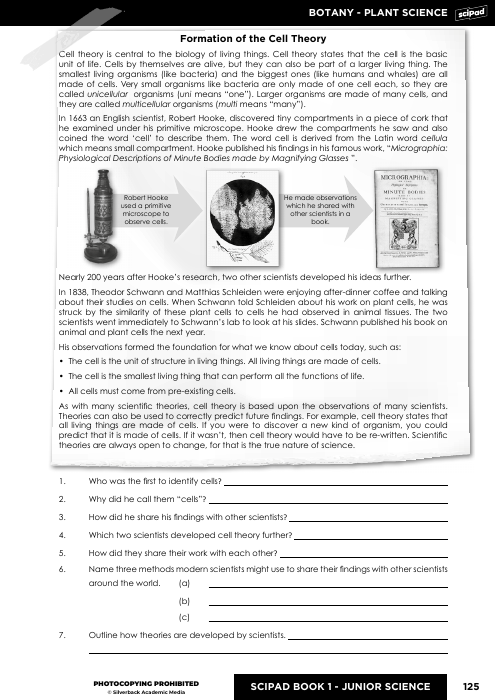 BOTANY - PLANT SCIENCE scipad
Formation of the Cell Theory
Cell theory is central to the biology of living things. Cell theory states that the cell is the basic
unit of life. Cells by themselves are alive, but they can also be part of a larger living thing. The
smallest living organisms (like bacteria) and the biggest ones (like humans and whales) are all
made of cells. Very small organisms like bacteria are only made of one cell each, so they are
called unicellular organisms (uni means "one"). Larger organisms are made of many cells, and
they are called multicellular organisms (multi means "many").
In 1663 an English scientist, Robert Hooke, discovered tiny compartments in a piece of cork that
he examined under his primitive microscope. Hooke drew the compartments he saw and also
coined the word 'cell' to describe them. The word cell is derived from the Latin word cellula
which means small compartment. Hooke published his findings in his famous work, "Micrographia:
Physiological Descriptions of Minute Bodies made by Magnifying Glasses ".
Robert Hooke
used a primitive
microscope to
observe cells.
He made observations
which he shared with
other scientists in a
book.
MICROGRAPHIA:
MINUTE BODIES
Nearly 200 years after Hooke's research, two other scientists developed his ideas further.
In 1838, Theodor Schwann and Matthias Schleiden were enjoying after-dinner coffee and talking
about their studies on cells. When Schwann told Schleiden about his work on plant cells, he was
struck by the similarity of these plant cells to cells he had observed in animal tissues. The two
scientists went immediately to Schwann's lab to look at his slides. Schwann published his book on
animal and plant cells the next year.
His observations formed the foundation for what we know about cells today, such as:
• The cell is the unit of structure in living things. All living things are made of cells.
• The cell is the smallest living thing that can perform all the functions of life.
• All cells must come from pre-existing cells.
As with many scientific theories, cell theory is based upon the observations of many scientists.
Theories can also be used to correctly predict future findings. For example, cell theory states that
all living things are made of cells. If you were to discover a new kind of organism, you could
predict that it is made of cells. If it wasn't, then cell theory would have to be re-written. Scientific
theories are always open to change, for that is the true nature of science.
1. Who was the first to identify cells?
2. Why did he call them "cells"?
3. How did he share his findings with other scientists?
4. Which two scientists developed cell theory further?
5. How did they share their work with each other?
6. Name three methods modern scientists might use to share their findings with other scientists
around the world. (a)
(b)
(c)
7. Outline how theories are developed by scientists.
PHOTOCOPYING PROHIBITED
© Silverback Academic Media
SCIPAD BOOK 1 - JUNIOR SCIENCE 125